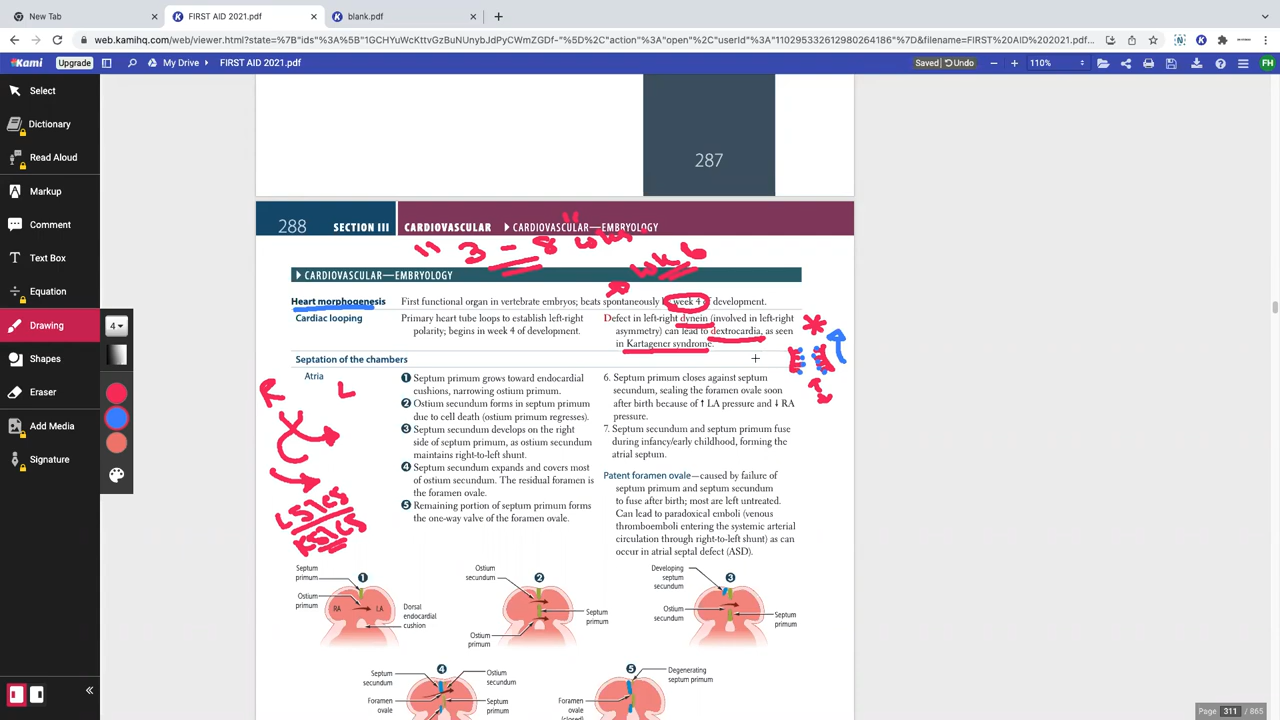 New Tab
FIRST AID 2021.pdf
blank.pdf
web.kamihq.com/web/viewer.html?state=%7B"ids"%3A%5B"1GCHYuWcKttvGzBuNUnybJdPyCWmZGDf-"%5D%2C"action"%3A"open"%2C"userId"%3A"110295332612980264186"%7D&filename=FIRST%20AID%202021.pdf...
Kami
Upgrade
My Drive
FIRST AID 2021.pdf
Saved
Undo
110%
FH
Select
Dictionary
Read Aloud
Markup
Comment
Text Box
Equation
Drawing
Shapes
Eraser
Add Media
Signature
4
287
288
SECTION III
CARDIOVASCULAR
CARDIOVASCULAR—EMBRYOLOGY
" 3 - 8
week 6
CARDIOVASCULAR—EMBRYOLOGY
Heart morphogenesis
First functional organ in vertebrate embryos; beats spontaneously week 4 of development.
Cardiac looping
Primary heart tube loops to establish left-right
polarity; begins in week 4 of development.
Defect in left-right dynein (involved in left-right
asymmetry) can lead to dextrocardia, as seen
in Kartagener syndrome.
Septation of the chambers
Atria
R
L
1 Septum primum grows toward endocardial
cushions, narrowing ostium primum.
2 Ostium secundum forms in septum primum
due to cell death (ostium primum regresses).
3 Septum secundum develops on the right
side of septum primum, as ostium secundum
maintains right-to-left shunt.
4 Septum secundum expands and covers most
of ostium secundum. The residual foramen is
the foramen ovale.
5 Remaining portion of septum primum forms
the one-way valve of the foramen ovale.
6. Septum primum closes against septum
secundum, sealing the foramen ovale soon
after birth because of ↑ LA pressure and ↓ RA
pressure.
7. Septum secundum and septum primum fuse
during infancy/early childhood, forming the
atrial septum.
Patent foramen ovale—caused by failure of
septum primum and septum secundum
to fuse after birth; most are left untreated.
Can lead to paradoxical emboli (venous
thromboemboli entering the systemic arterial
circulation through right-to-left shunt) as can
occur in atrial septal defect (ASD).
Septum
primum
1
Ostium
primum
RA
LA
Dorsal
endocardial
cushion
Ostium
secundum
2
Septum
primum
Ostium
primum
Developing
septum
secundum
3
Ostium
secundum
Septum
primum
Septum
secundum
4
Ostium
secundum
Foramen
ovale
Septum
primum
5
Degenerating
septum primum
Foramen
ovale
(closed)
Page 311 / 865